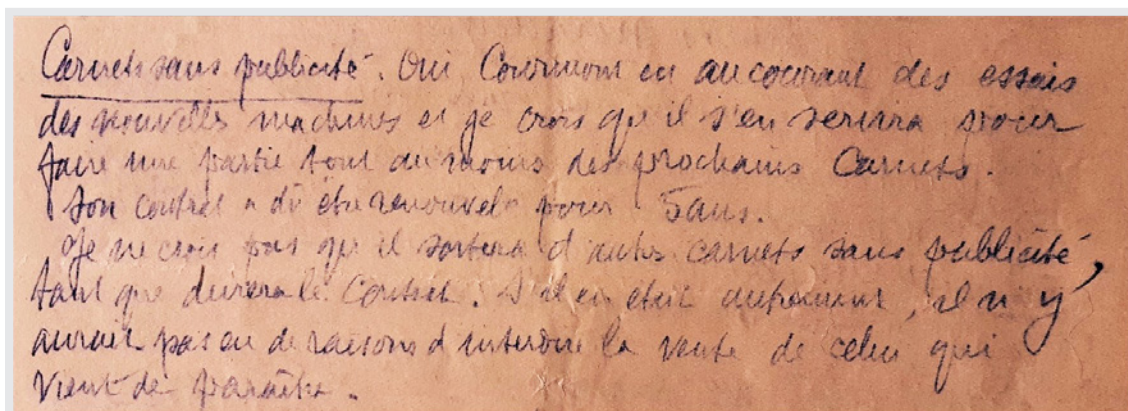 Carnets sans publicité. Oui Courmont est au courant des essais
des nouvelles machines et je crois qu'il s'en servira pour
faire une partie tout au moins des prochains Carnets.
Son contrat a dû être renouvelé pour 5 ans.
Je ne crois pas qu'il sortira d'autres carnets sans publicité,
tant que durera le Contrat. S'il en était autrement, il n'y
aurait pas eu de raisons d'interdire la vente de celui qui
vient de paraître.